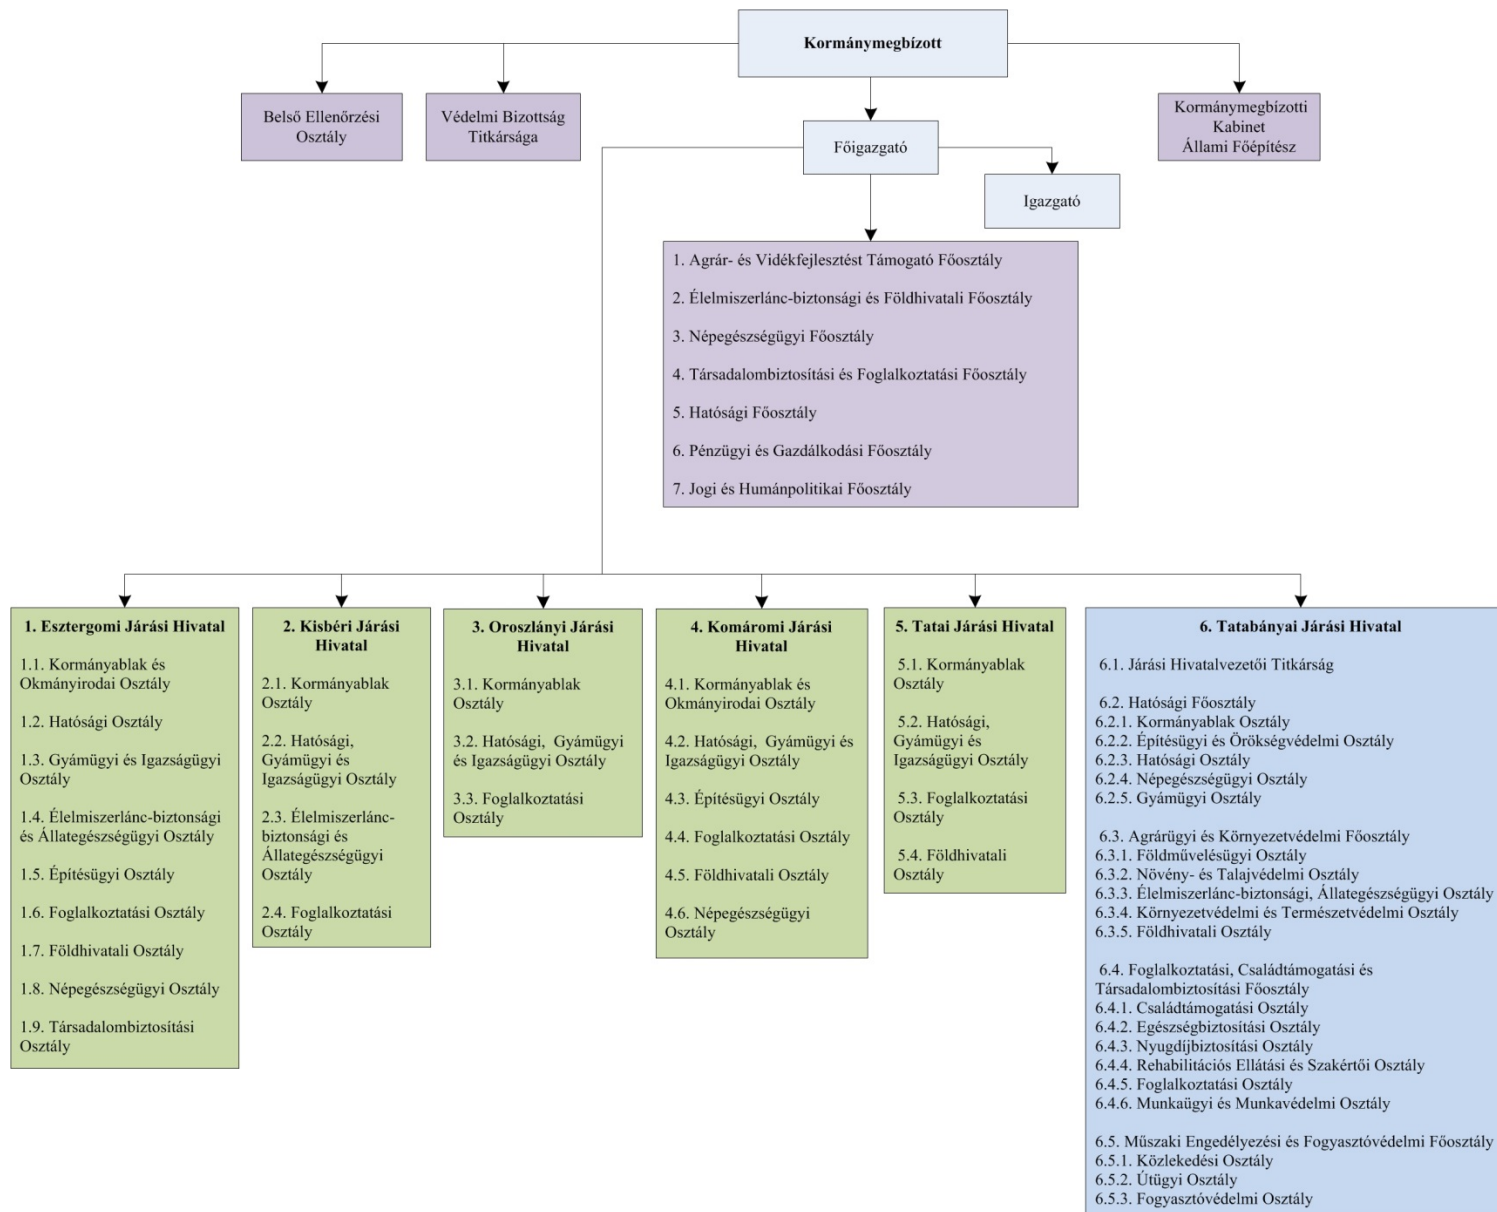 Kormánymegbízott
Belső Ellenőrzési
Osztály
Védelmi Bizottság
Titkársága
Kormánymegbízotti
Kabinet
Állami Főépítész
Főigazgató
Igazgató
1. Agrár- és Vidékfejlesztést Támogató Főosztály
2. Élelmiszerlánc-biztonsági és Földhivatali Főosztály
3. Népegészségügyi Főosztály
4. Társadalombiztosítási és Foglalkoztatási Főosztály
5. Hatósági Főosztály
6. Pénzügyi és Gazdálkodási Főosztály
7. Jogi és Humánpolitikai Főosztály
1. Esztergomi Járási Hivatal
1.1. Kormányablak és
Okmányirodai Osztály
1.2. Hatósági Osztály
1.3. Gyámügyi és Igazságügyi
Osztály
1.4. Élelmiszerlánc-biztonsági
és Állategészségügyi Osztály
1.5. Építésügyi Osztály
1.6. Foglalkoztatási Osztály
1.7. Földhivatali Osztály
1.8. Népegészségügyi Osztály
1.9. Társadalombiztosítási
Osztály
2. Kisbéri Járási
Hivatal
2.1. Kormányablak
Osztály
2.2. Hatósági,
Gyámügyi és
Igazságügyi Osztály
2.3. Élelmiszerlánc-
biztonsági és
Állategészségügyi
Osztály
2.4. Foglalkoztatási
Osztály
3. Oroszlányi Járási
Hivatal
3.1. Kormányablak
Osztály
3.2. Hatósági, Gyámügyi
és Igazságügyi Osztály
3.3. Foglalkoztatási
Osztály
4. Komáromi Járási
Hivatal
4.1. Kormányablak és
Okmányirodai Osztály
4.2. Hatósági, Gyámügyi és
Igazságügyi Osztály
4.3. Építésügyi Osztály
4.4. Foglalkoztatási Osztály
4.5. Földhivatali Osztály
4.6. Népegészségügyi
Osztály
5. Tatai Járási Hivatal
5.1. Kormányablak
Osztály
5.2. Hatósági,
Gyámügyi és
Igazságügyi Osztály
5.3. Foglalkoztatási
Osztály
5.4. Földhivatali
Osztály
6. Tatabányai Járási Hivatal
6.1. Járási Hivatalvezetői Titkárság
6.2. Hatósági Főosztály
6.2.1. Kormányablak Osztály
6.2.2. Építésügyi és Örökségvédelmi Osztály
6.2.3. Hatósági Osztály
6.2.4. Népegészségügyi Osztály
6.2.5. Gyámügyi Osztály
6.3. Agrárügyi és Környezetvédelmi Főosztály
6.3.1. Földművelésügyi Osztály
6.3.2. Növény- és Talajvédelmi Osztály
6.3.3. Élelmiszerlánc-biztonsági, Állategészségügyi Osztály
6.3.4. Környezetvédelmi és Természetvédelmi Osztály
6.3.5. Földhivatali Osztály
6.4. Foglalkoztatási, Családtámogatási és
Társadalombiztosítási Főosztály
6.4.1. Családtámogatási Osztály
6.4.2. Egészségbiztosítási Osztály
6.4.3. Nyugdíjbiztosítási Osztály
6.4.4. Rehabilitációs Ellátási és Szakértői Osztály
6.4.5. Foglalkoztatási Osztály
6.4.6. Munkaügyi és Munkavédelmi Osztály
6.5. Műszaki Engedélyezési és Fogyasztóvédelmi Főosztály
6.5.1. Közlekedési Osztály
6.5.2. Útügyi Osztály
6.5.3. Fogyasztóvédelmi Osztály